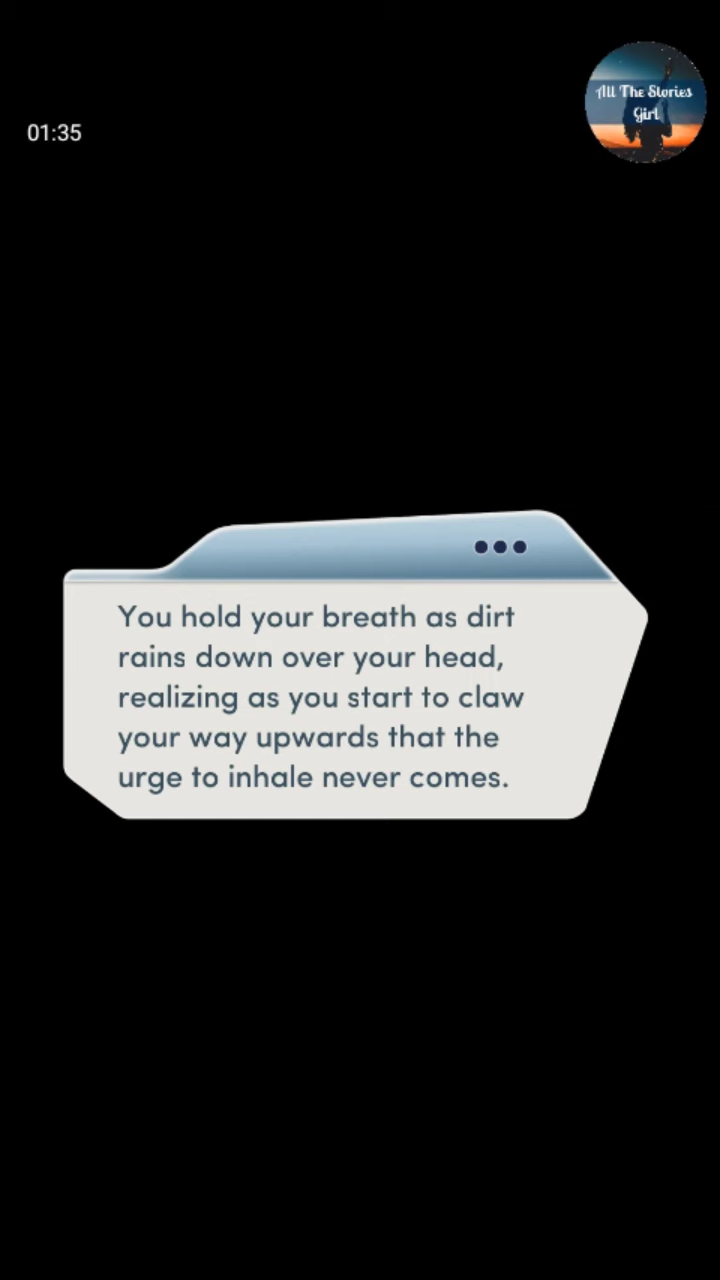 All The Stories
Girl
01:35
You hold your breath as dirt
rains down over your head,
realizing as you start to claw
your way upwards that the
urge to inhale never comes.